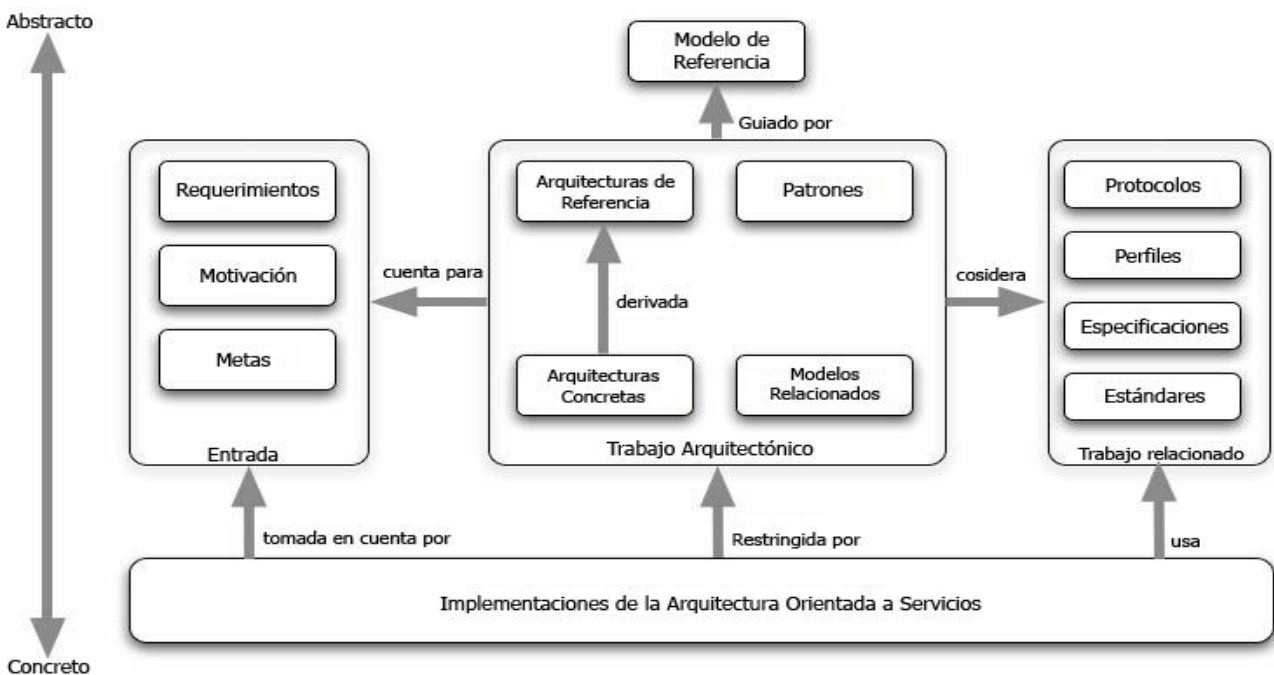 Abstracto
Modelo de
Referencia
Guiado por
Requerimientos
Motivación
Metas
Entrada
cuenta para
Arquitecturas de
Referencia
Patrones
derivada
Arquitecturas
Concretas
Modelos
Relacionados
Trabajo Arquitectónico
cosidera
Protocolos
Perfiles
Especificaciones
Estándares
Trabajo relacionado
tomada en cuenta por
Restringida por
usa
Implementaciones de la Arquitectura Orientada a Servicios
Concreto